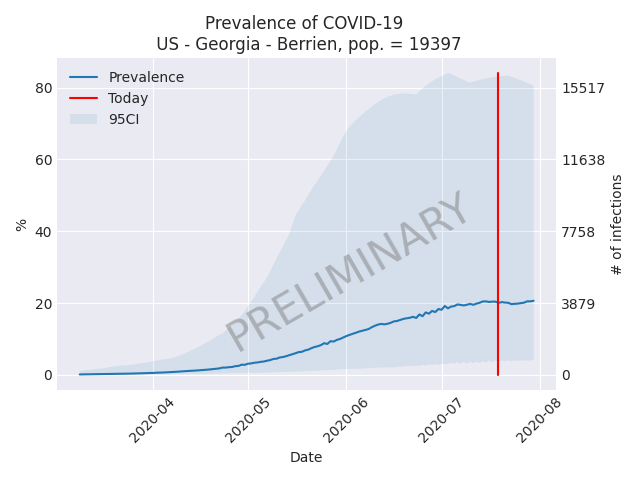 Prevalence of COVID-19
US - Georgia - Berrien, pop. = 19397
Prevalence
Today
95CI
80
60
40
20
0
%
15517
11638
7758
3879
0
# of infections
PRELIMINARY
2020-04
2020-05
2020-06
2020-07
2020-08
Date